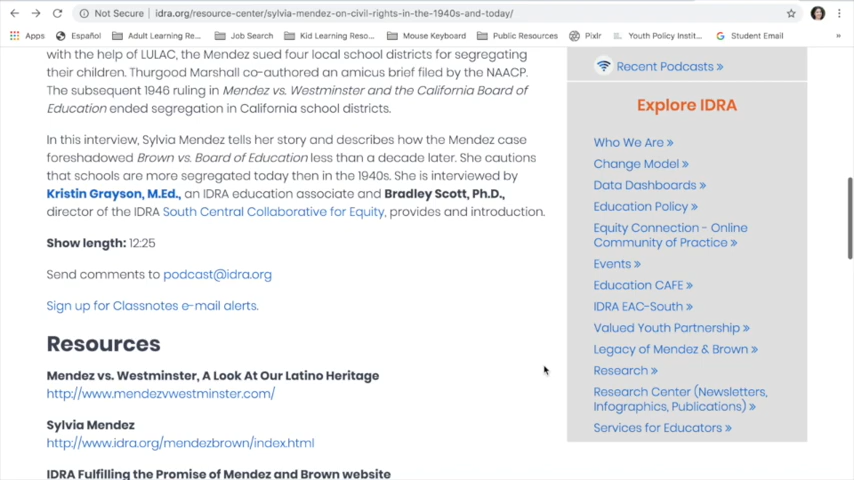 Not Secure | idra.org/resource-center/sylvia-mendez-on-civil-rights-in-the-1940s-and-today/
Apps Español Adult Learning Re... Job Search Kid Learning Reso... Mouse Keyboard Public Resources Pixlr Youth Policy Instit... Student Email »
with the help of LULAC, the Mendez sued four local school districts for segregating
their children. Thurgood Marshall co-authored an amicus brief filed by the NAACP.
The subsequent 1946 ruling in Mendez vs. Westminster and the California Board of
Education ended segregation in California school districts.
In this interview, Sylvia Mendez tells her story and describes how the Mendez case
foreshadowed Brown vs. Board of Education less than a decade later. She cautions
that schools are more segregated today then in the 1940s. She is interviewed by
Kristin Grayson, M.Ed., an IDRA education associate and Bradley Scott, Ph.D.,
director of the IDRA South Central Collaborative for Equity, provides and introduction.
Show length: 12:25
Send comments to podcast@idra.org
Sign up for Classnotes e-mail alerts.
Resources
Mendez vs. Westminster, A Look At Our Latino Heritage
http://www.mendezvwestminster.com/
Sylvia Mendez
http://www.idra.org/mendezbrown/index.html
IDRA Fulfilling the Promise of Mendez and Brown website
Recent Podcasts »
Explore IDRA
Who We Are »
Change Model »
Data Dashboards »
Education Policy »
Equity Connection - Online
Community of Practice »
Events »
Education CAFE »
IDRA EAC-South »
Valued Youth Partnership »
Legacy of Mendez & Brown »
Research »
Research Center (Newsletters,
Infographics, Publications) »
Services for Educators »